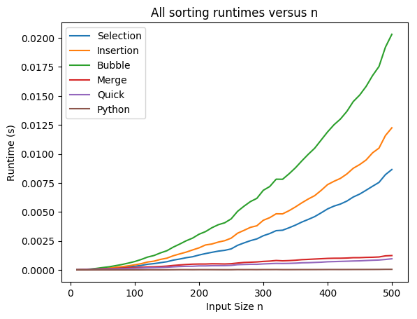 All sorting runtimes versus n
Selection
Insertion
Bubble
Merge
Quick
Python
Runtime (s)
0.0200
0.0175
0.0150
0.0125
0.0100
0.0075
0.0050
0.0025
0.0000
0 100 200 300 400 500
Input Size n